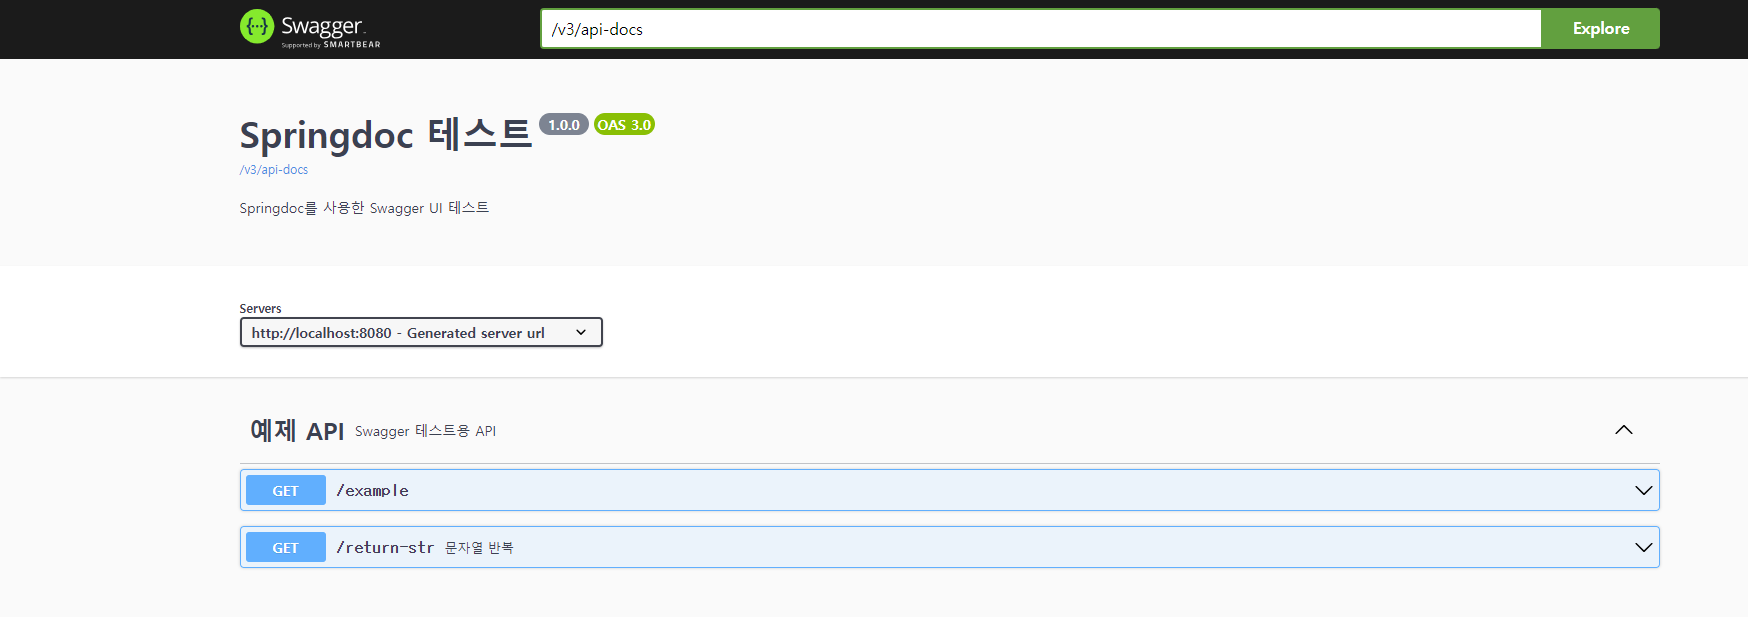 Swagger.
Supported by SMARTBEAR
/v3/api-docs
Explore
Springdoc 테스트 1.0.0 OAS 3.0
/v3/api-docs
Springdoc를 사용한 Swagger UI 테스트
Servers
http://localhost:8080 - Generated server url
예제 API Swagger 테스트용 API
GET /example
GET /return-str 문자열 반복